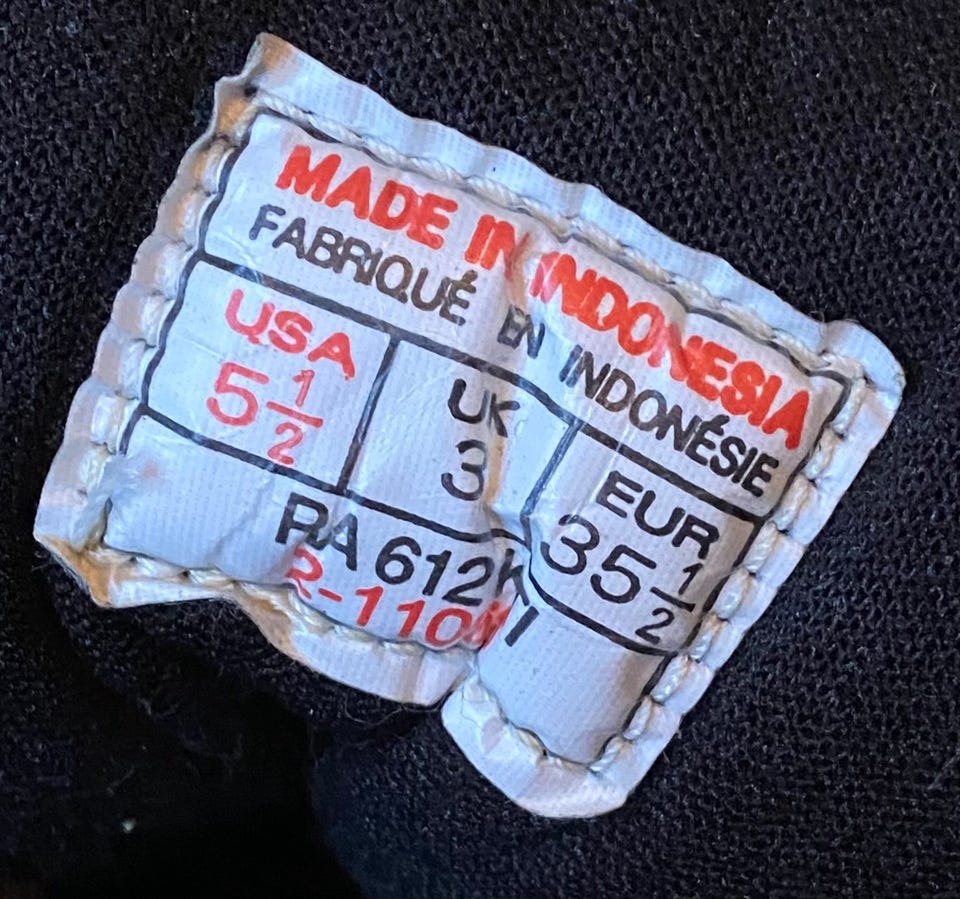 MADE IN INDONESIA
FABRIQUÉ EN INDONÉSIE
USA
5 1/2
UK
3
EUR
35 1/2
RA 612K